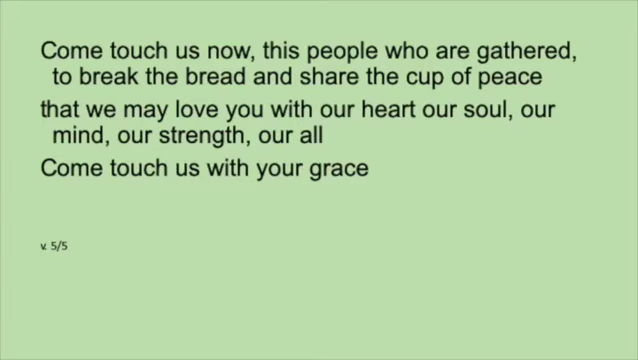 Come touch us now, this people who are gathered,
to break the bread and share the cup of peace
that we may love you with our heart our soul, our
mind, our strength, our all
Come touch us with your grace
v. 5/5